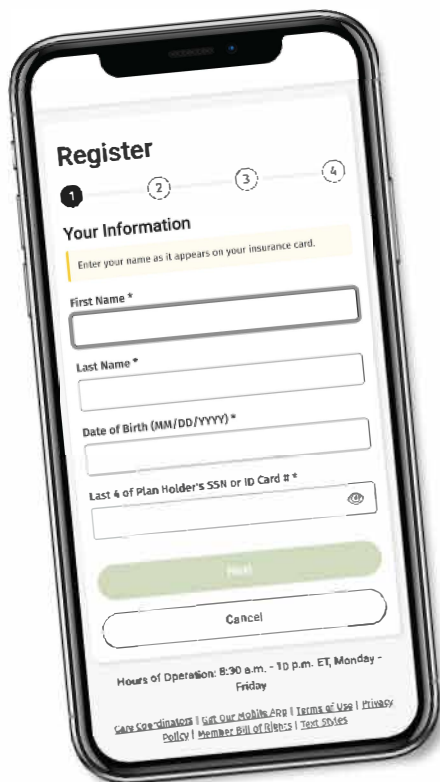 Register
1 2 3 4
Your Information
Enter your name as it appears on your insurance card.
First Name *
Last Name *
Date of Birth (MM/DD/YYYY) *
Last 4 of Plan Holder's SSN or ID Card # *
Next
Cancel
Hours of Operation: 8:30 a.m. - 10 p.m. ET, Monday -
Friday
Care Coordinators | Get Our Mobile App | Terms of Use | Privacy
Policy | Member Bill of Rights | Text Styles